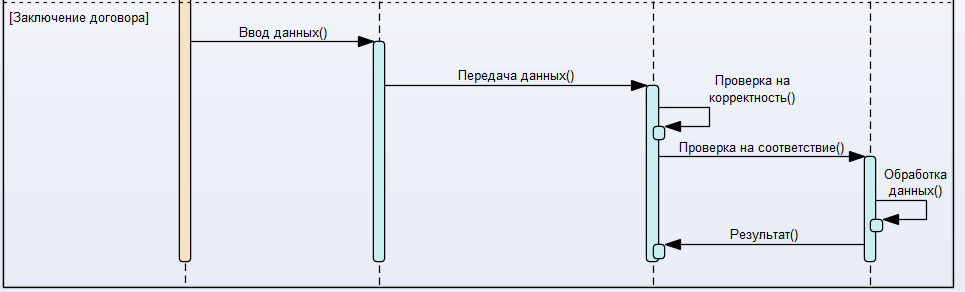 [Заключение договора]
Ввод данных()
Передача данных()
Проверка на
корректность()
Проверка на соответствие()
Обработка
данных()
Результат()